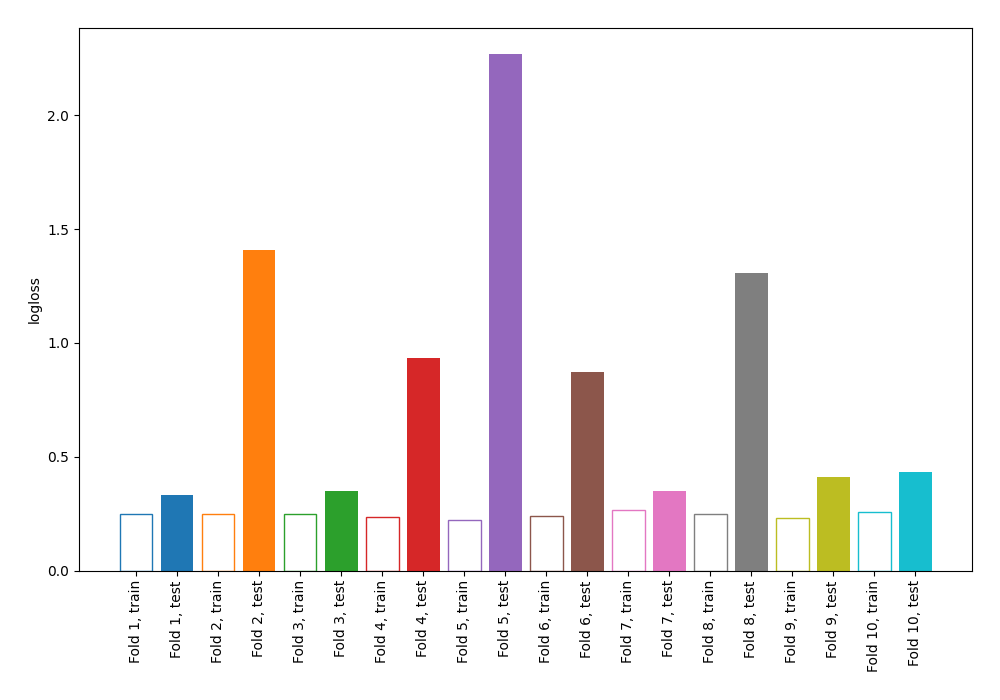 logloss
2.0
1.5
1.0
0.5
0.0
Fold 1, train
Fold 1, test
Fold 2, train
Fold 2, test
Fold 3, train
Fold 3, test
Fold 4, train
Fold 4, test
Fold 5, train
Fold 5, test
Fold 6, train
Fold 6, test
Fold 7, train
Fold 7, test
Fold 8, train
Fold 8, test
Fold 9, train
Fold 9, test
Fold 10, train
Fold 10, test